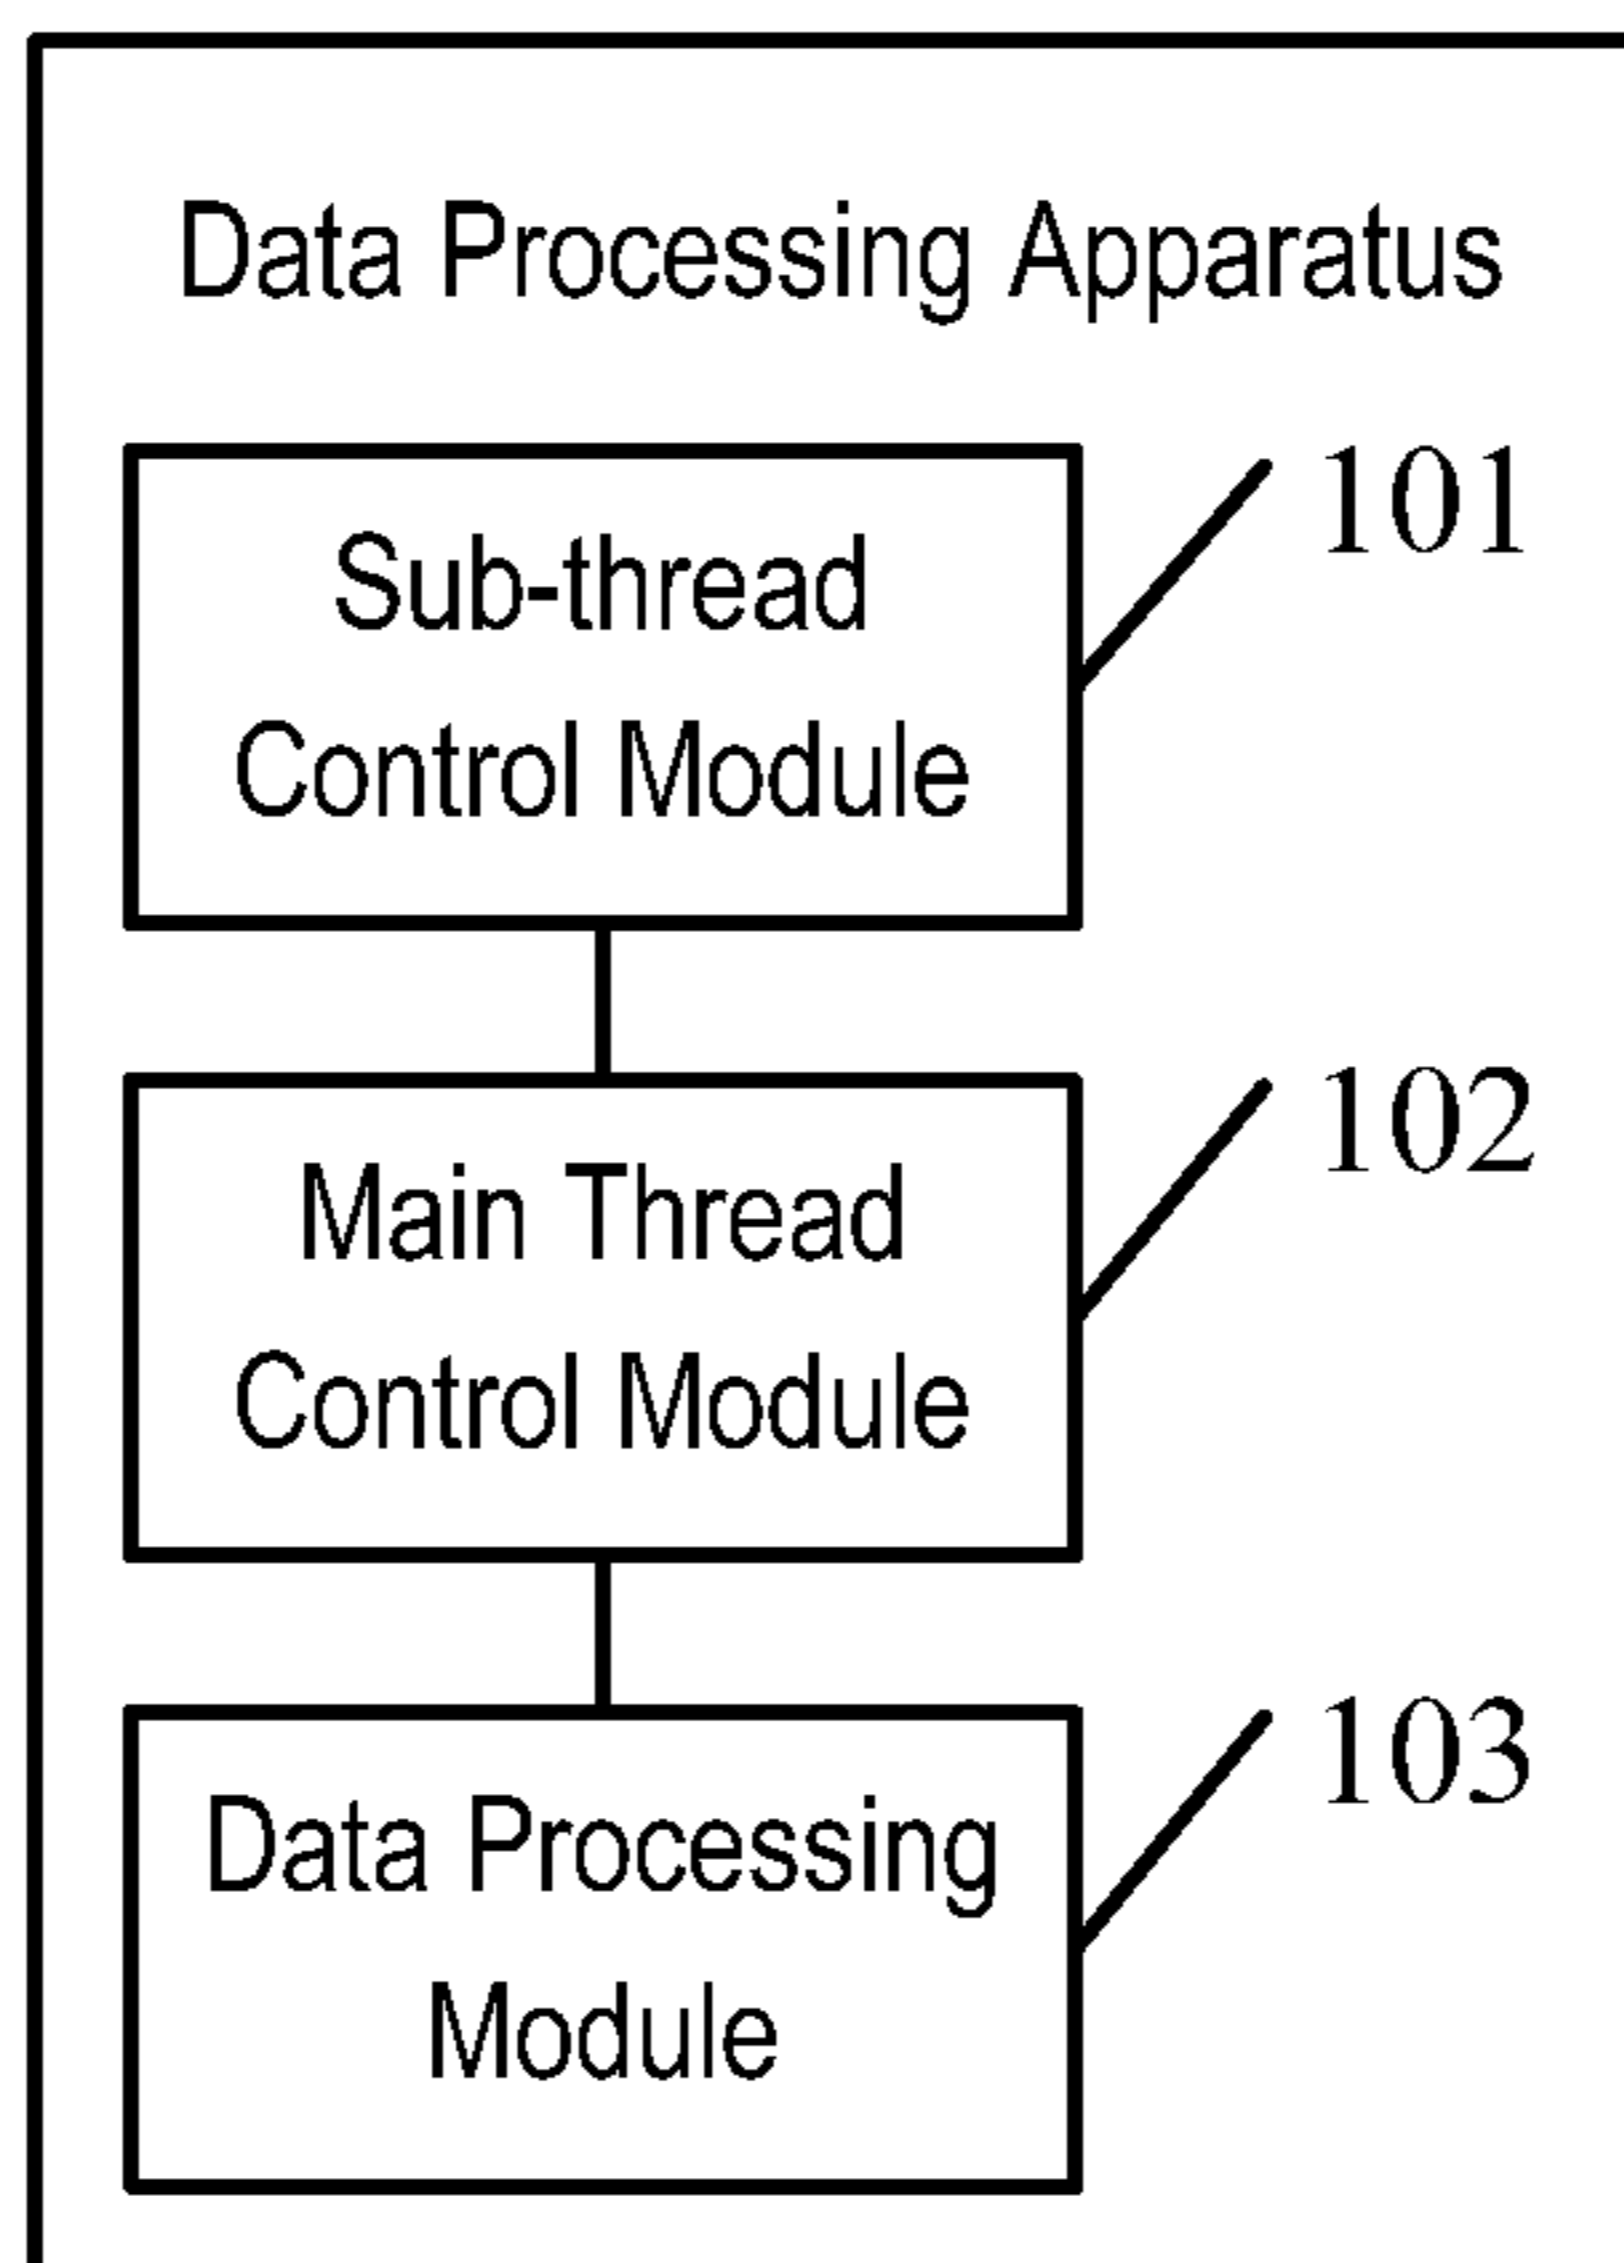 Data Processing Apparatus
Sub-thread
Control Module
101
Main Thread
Control Module
102
Data Processing
Module
103